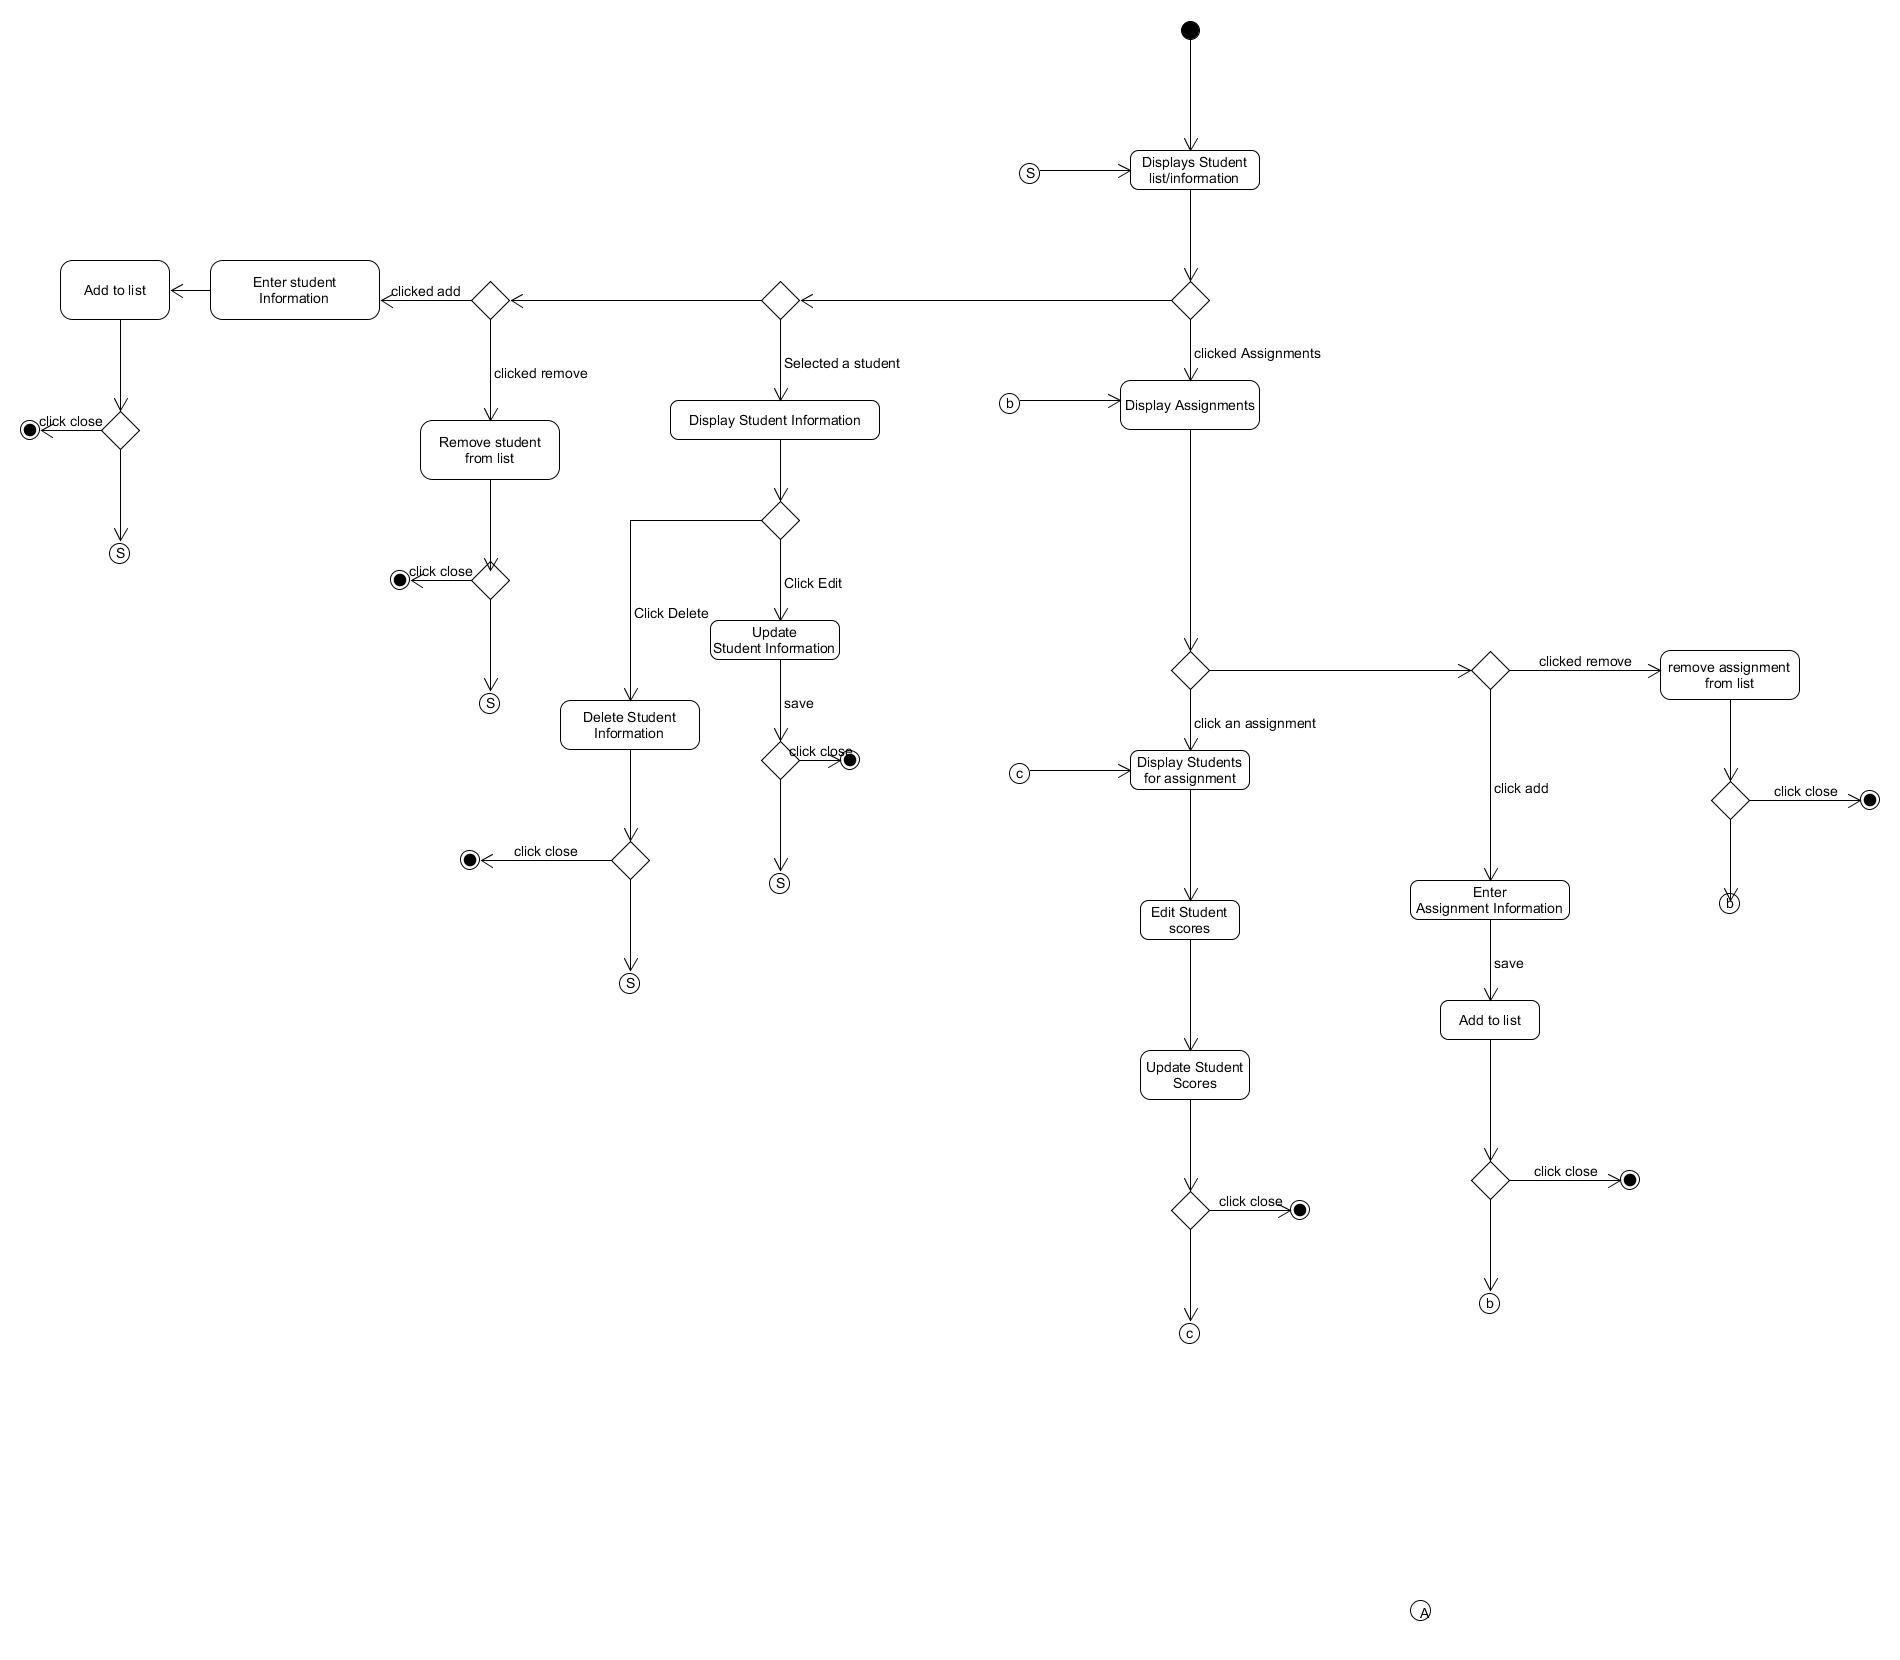 Displays Student
list/information
S
Add to list
Enter student
Information
clicked add
clicked remove
Selected a student
clicked Assignments
b
Display Assignments
Display Student Information
Remove student
from list
click close
S
click close
S
Click Edit
Click Delete
Update
Student Information
save
click close
S
Delete Student
Information
click close
S
clicked remove
remove assignment
from list
click an assignment
c
Display Students
for assignment
click add
click close
b
Edit Student
scores
Enter
Assignment Information
save
Add to list
Update Student
Scores
click close
click close
b
c
A